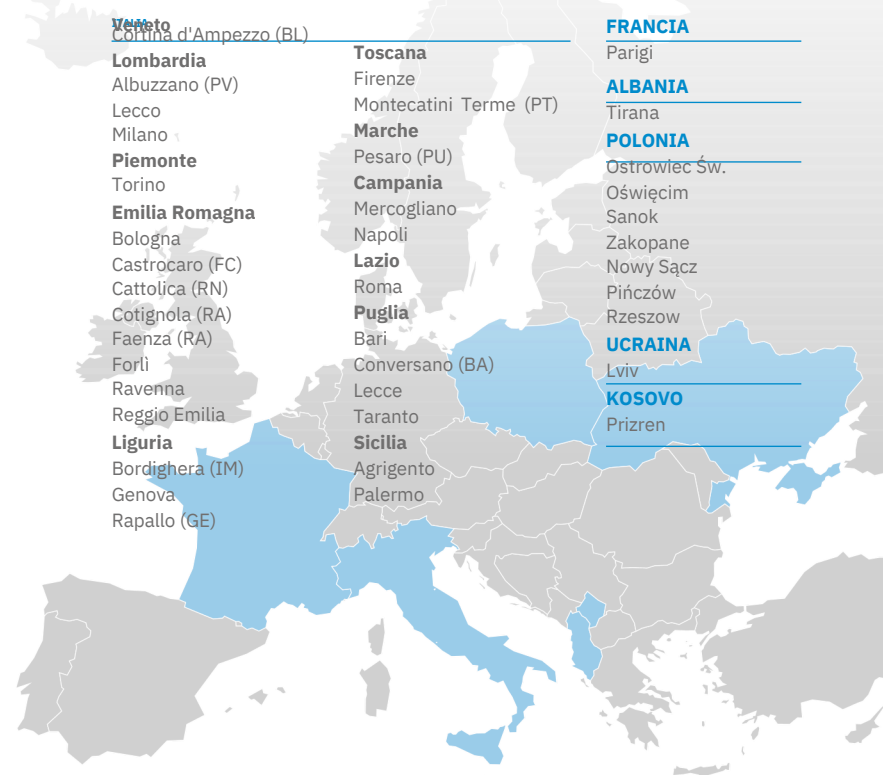 Veneto
Cortina d'Ampezzo (BL)
Lombardia
Albuzzano (PV)
Lecco
Milano
Piemonte
Torino
Emilia Romagna
Bologna
Castrocaro (FC)
Cattolica (RN)
Cotignola (RA)
Faenza (RA)
Forlì
Ravenna
Reggio Emilia
Liguria
Bordighera (IM)
Genova
Rapallo (GE)
Toscana
Firenze
Montecatini Terme (PT)
Marche
Pesaro (PU)
Campania
Mercogliano
Napoli
Lazio
Roma
Puglia
Bari
Conversano (BA)
Lecce
Taranto
Sicilia
Agrigento
Palermo
FRANCIA
Parigi
ALBANIA
Tirana
POLONIA
Ostrowiec Św.
Oświęcim
Sanok
Zakopane
Nowy Sącz
Pińczów
Rzeszow
UCRAINA
Lviv
KOSOVO
Prizren